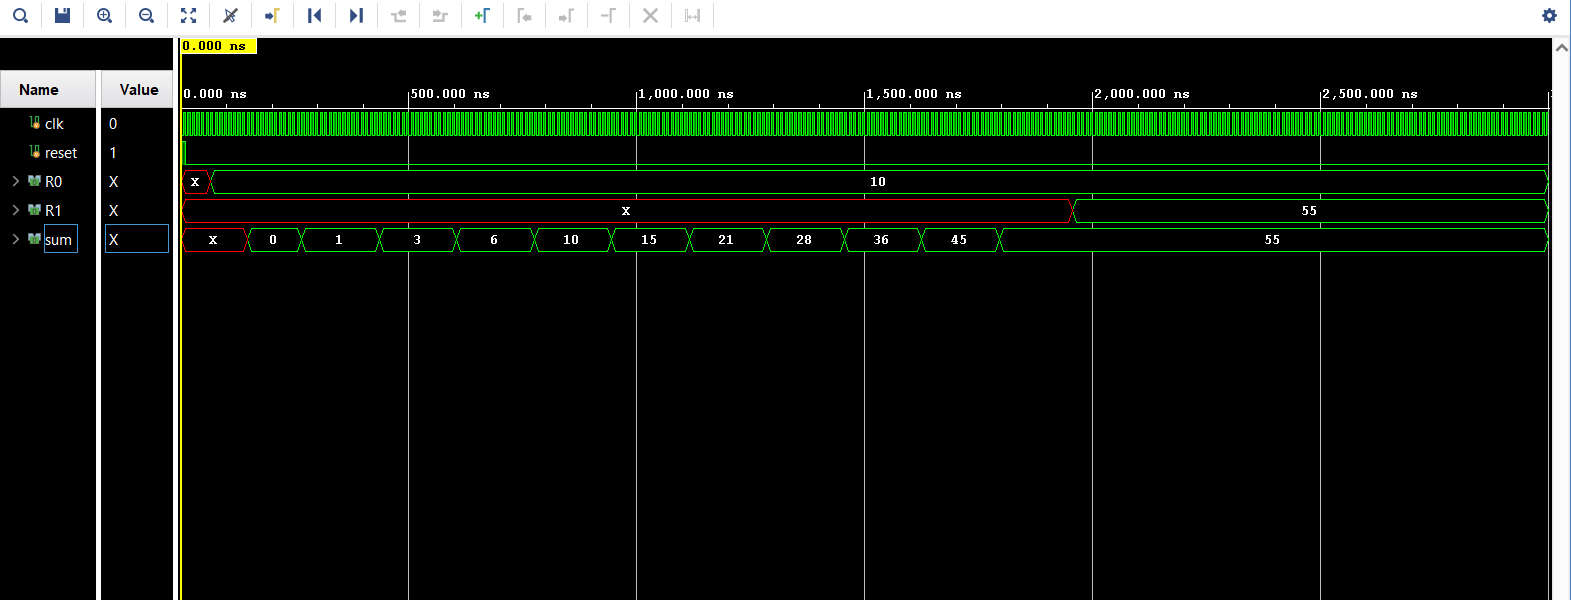 0.000 ns
Name Value
0.000 ns 500.000 ns 1,000.000 ns 1,500.000 ns 2,000.000 ns 2,500.000 ns
clk 0
reset 1
R0 X X 10
R1 X X 55
sum X X 0 1 3 6 10 15 21 28 36 45 55